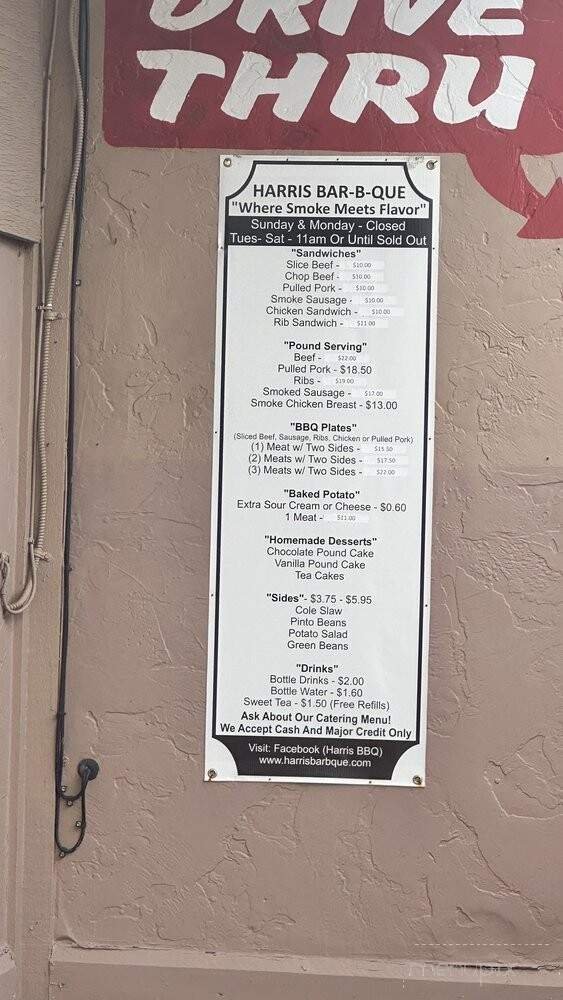 DRIVE
THRU
HARRIS BAR-B-QUE
"Where Smoke Meets Flavor"
Sunday & Monday - Closed
Tues- Sat - 11am Or Until Sold Out
"Sandwiches"
Slice Beef - $10.00
Chop Beef - $10.00
Pulled Pork - $10.00
Smoke Sausage - $10.00
Chicken Sandwich - $10.00
Rib Sandwich - $11.00
"Pound Serving"
Beef - $22.00
Pulled Pork - $18.50
Ribs - $19.00
Smoked Sausage - $17.00
Smoke Chicken Breast - $13.00
"BBQ Plates"
(Sliced Beef, Sausage, Ribs, Chicken or Pulled Pork)
(1) Meat w/ Two Sides - $15.50
(2) Meats w/ Two Sides - $17.50
(3) Meats w/ Two Sides - $22.00
"Baked Potato"
Extra Sour Cream or Cheese - $0.60
1 Meat - $11.00
"Homemade Desserts"
Chocolate Pound Cake
Vanilla Pound Cake
Tea Cakes
"Sides"- $3.75 - $5.95
Cole Slaw
Pinto Beans
Potato Salad
Green Beans
"Drinks"
Bottle Drinks - $2.00
Bottle Water - $1.60
Sweet Tea - $1.50 (Free Refills)
Ask About Our Catering Menu!
We Accept Cash And Major Credit Only
Visit: Facebook (Harris BBQ)
www.harrisbarbque.com